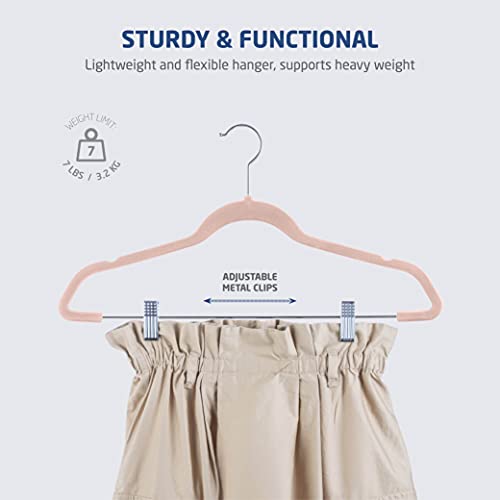 STURDY & FUNCTIONAL
Lightweight and flexible hanger, supports heavy weight
WEIGHT LIMIT:
7
7 LBS / 3.2 KG
ADJUSTABLE
METAL CLIPS